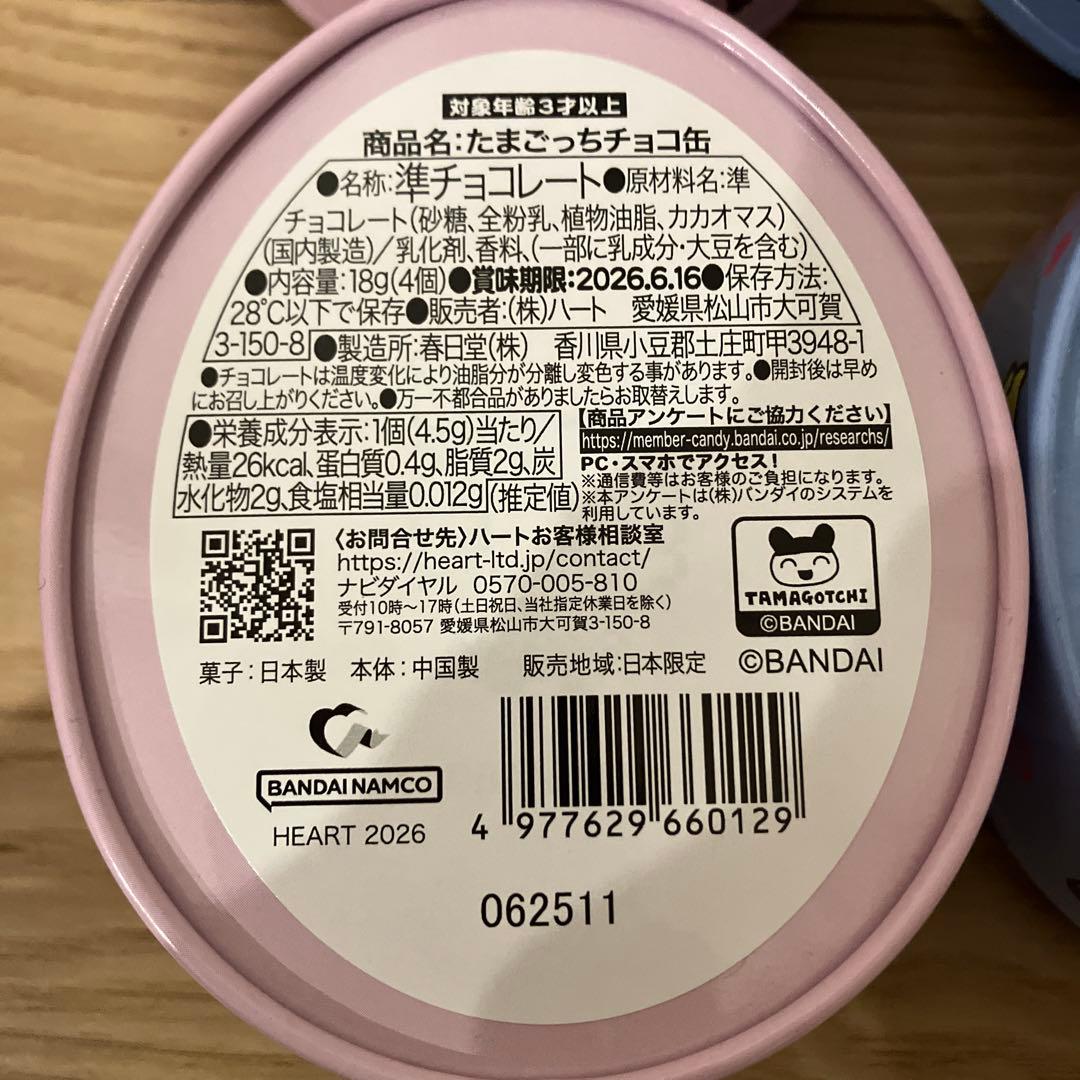 対象年齢3才以上
商品名:たまごっちチョコ缶
●名称:準チョコレート●原材料名:準
チョコレート(砂糖、全粉乳、植物油脂、カカオマス)
(国内製造)/乳化剤、香料、(一部に乳成分・大豆を含む)
●内容量:18g(4個)●賞味期限:2026.6.16●保存方法:
28℃以下で保存●販売者:(株)ハート 愛媛県松山市大可賀
3-150-8 ●製造所:春日堂(株) 香川県小豆郡土庄町甲3948-1
●チョコレートは温度変化により油脂分が分離し変色する事があります。●開封後は早め
にお召し上がりください。●万一不都合品がありましたらお取替えします。
●栄養成分表示:1個(4.5g)当たり/
熱量26kcal、蛋白質0.4g、脂質2g、炭
水化物2g、食塩相当量0.012g(推定値)
【商品アンケートにご協力ください】
https://member-candy.bandai.co.jp/researchs/
PC・スマホでアクセス!
※通信費等はお客様のご負担になります。
※本アンケートは(株)バンダイのシステムを
利用しています。
〈お問合せ先〉ハートお客様相談室
https://heart-ltd.jp/contact/
ナビダイヤル 0570-005-810
受付10時〜17時(土日祝日、当社指定休業日を除く)
〒791-8057 愛媛県松山市大可賀3-150-8
TAMAGOTCHI
©BANDAI
菓子:日本製 本体:中国製 販売地域:日本限定 ©BANDAI
BANDAI NAMCO
HEART 2026
4 977629 660129
062511